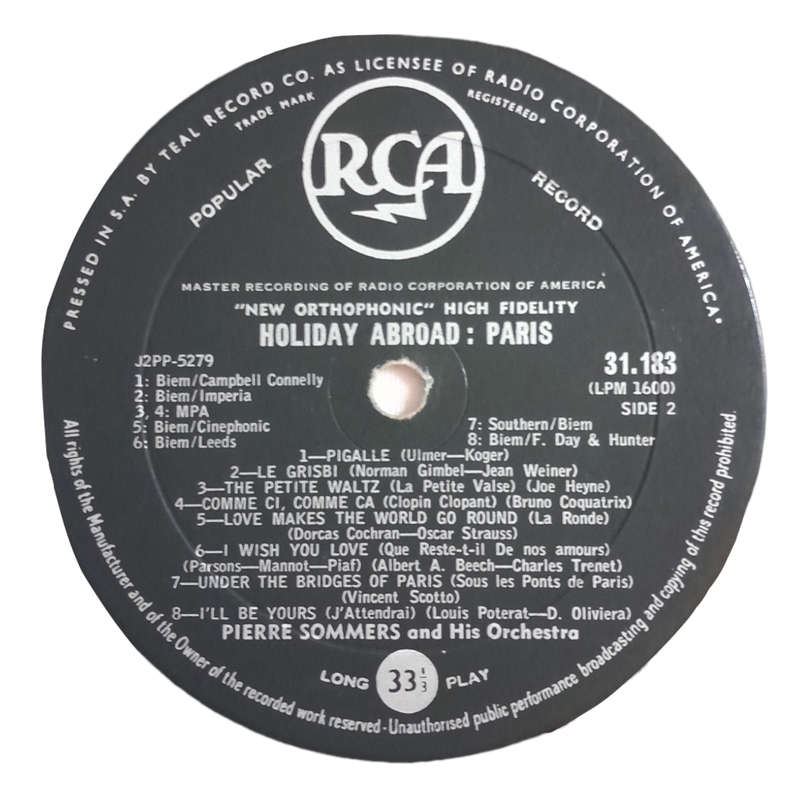 PRESSED IN S.A. BY TEAL RECORD CO. AS LICENSEE OF RADIO CORPORATION OF AMERICA.
TRADE MARK
REGISTERED.
RCA
POPULAR RECORD
MASTER RECORDING OF RADIO CORPORATION OF AMERICA
"NEW ORTHOPHONIC" HIGH FIDELITY
HOLIDAY ABROAD: PARIS
J2PP-5279
1: Biem/Campbell Connelly
2: Biem/Imperia
3, 4: MPA
5: Biem/Cinephonic
6: Biem/Leeds
31.183
(LPM 1600)
SIDE 2
7: Southern/Biem
8: Biem/F. Day & Hunter
1—PIGALLE (Ulmer—Koger)
2—LE GRISBI (Norman Gimbel—Jean Weiner)
3—THE PETITE WALTZ (La Petite Valse) (Joe Heyne)
4—COMME CI, COMME CA (Clopin Clopant) (Bruno Coquatrix)
5—LOVE MAKES THE WORLD GO ROUND (La Ronde)
(Dorcas Cochran—Oscar Strauss)
6—I WISH YOU LOVE (Que Reste-t-il De nos amours)
(Parsons—Mannot—Piaf) (Albert A. Beech—Charles Trenet)
7—UNDER THE BRIDGES OF PARIS (Sous les Ponts de Paris)
(Vincent Scotto)
8—I'LL BE YOURS (J'Attendrai) (Louis Poterat—D. Oliviera)
PIERRE SOMMERS and His Orchestra
LONG 33⅓ PLAY
All rights of the Manufacturer and of the Owner of the recorded work reserved-Unauthorised public performance broadcasting and copying of this record prohibited.